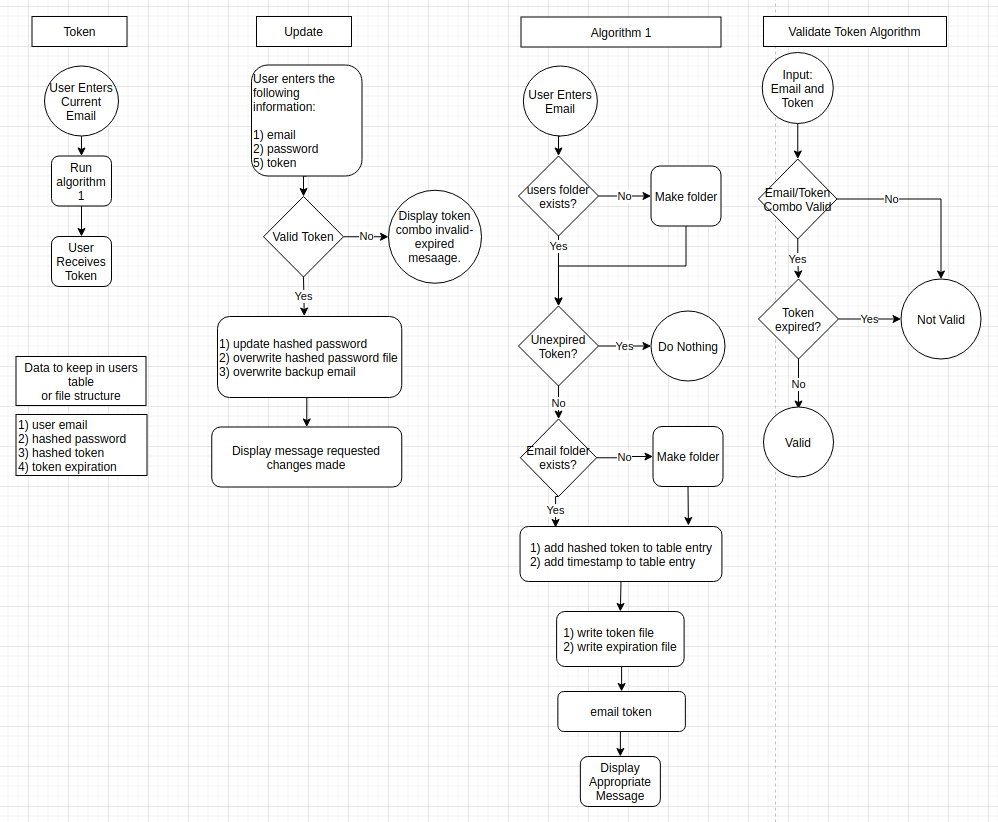 Token
User Enters
Current
Email
Run
algorithm
1
User
Receives
Token
Data to keep in users
table
or file structure
1) user email
2) hashed password
3) hashed token
4) token expiration
Update
User enters the
following
information:
1) email
2) password
5) token
Valid Token
No
Display token
combo invalid-
expired
mesaage.
Yes
1) update hashed password
2) overwrite hashed password file
3) overwrite backup email
Display message requested
changes made
Algorithm 1
User Enters
Email
users folder
exists?
No
Make folder
Yes
Unexpired
Token?
Yes
Do Nothing
No
Email folder
exists?
No
Make folder
Yes
1) add hashed token to table entry
2) add timestamp to table entry
1) write token file
2) write expiration file
email token
Display
Appropriate
Message
Validate Token Algorithm
Input:
Email and
Token
Email/Token
Combo Valid
No
Yes
Token
expired?
Yes
Not Valid
No
Valid